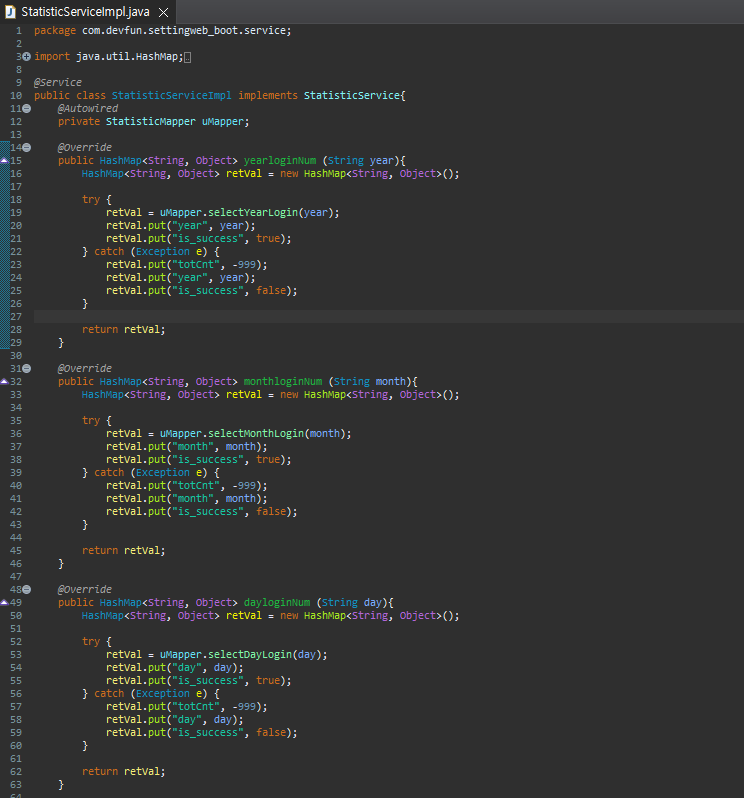 StatisticServiceImpl.java
1 package com.devfun.settingweb_boot.service;
2
3 import java.util.HashMap;
8
9 @Service
10 public class StatisticServiceImpl implements StatisticService{
11 @Autowired
12 private StatisticMapper uMapper;
13
14 @Override
15 public HashMap<String, Object> yearloginNum (String year){
16 HashMap<String, Object> retVal = new HashMap<String, Object>();
17
18 try {
19 retVal = uMapper.selectYearLogin(year);
20 retVal.put("year", year);
21 retVal.put("is_success", true);
22 } catch (Exception e) {
23 retVal.put("totCnt", -999);
24 retVal.put("year", year);
25 retVal.put("is_success", false);
26 }
27
28 return retVal;
29 }
30
31 @Override
32 public HashMap<String, Object> monthloginNum (String month){
33 HashMap<String, Object> retVal = new HashMap<String, Object>();
34
35 try {
36 retVal = uMapper.selectMonthLogin(month);
37 retVal.put("month", month);
38 retVal.put("is_success", true);
39 } catch (Exception e) {
40 retVal.put("totCnt", -999);
41 retVal.put("month", month);
42 retVal.put("is_success", false);
43 }
44
45 return retVal;
46 }
47
48 @Override
49 public HashMap<String, Object> dayloginNum (String day){
50 HashMap<String, Object> retVal = new HashMap<String, Object>();
51
52 try {
53 retVal = uMapper.selectDayLogin(day);
54 retVal.put("day", day);
55 retVal.put("is_success", true);
56 } catch (Exception e) {
57 retVal.put("totCnt", -999);
58 retVal.put("day", day);
59 retVal.put("is_success", false);
60 }
61
62 return retVal;
63 }
64